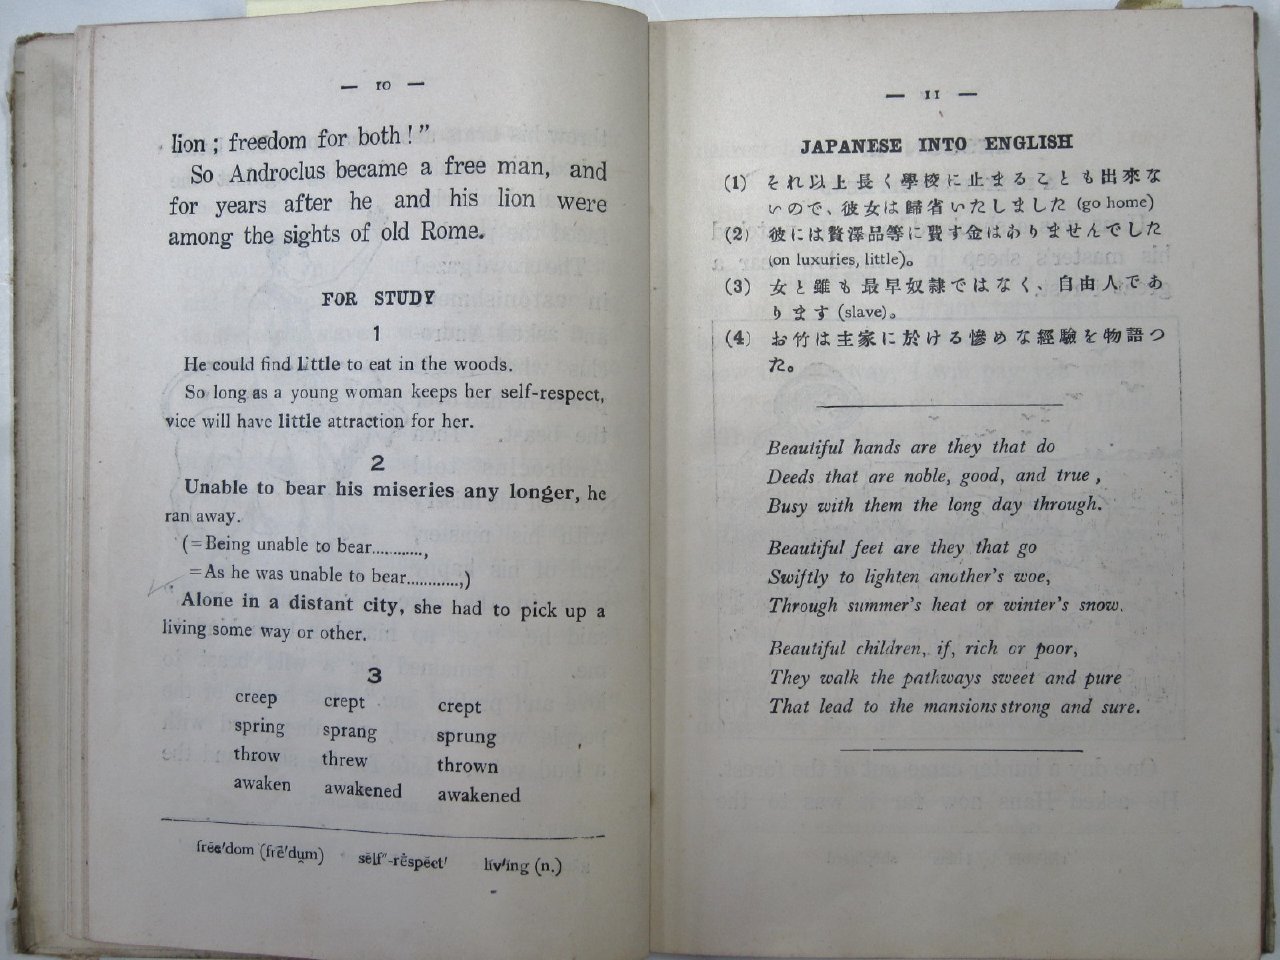 — 10 —
lion ; freedom for both!"
So Androclus became a free man, and
for years after he and his lion were
among the sights of old Rome.
FOR STUDY
1
He could find little to eat in the woods.
So long as a young woman keeps her self-respect,
vice will have little attraction for her.
2
Unable to bear his miseries any longer, he
ran away.
(=Being unable to bear............,
=As he was unable to bear............,)
Alone in a distant city, she had to pick up a
living some way or other.
3
creep crept crept
spring sprang sprung
throw threw thrown
awaken awakened awakened
frēe′dom (frē′dụm) sĕlf″-rẹspĕct′ lĭv′ing (n.)
— 11 —
JAPANESE INTO ENGLISH
(1) それ以上長く學校に止まることも出來な
いので、彼女は歸省いたしました (go home)
(2) 彼には贅澤品等に費す金はありませんでした
(on luxuries, little)。
(3) 女と雖も最早奴隷ではなく、自由人であ
ります (slave)。
(4) お竹は主家に於ける慘めな經驗を物語つ
た。
Beautiful hands are they that do
Deeds that are noble, good, and true ,
Busy with them the long day through.
Beautiful feet are they that go
Swiftly to lighten another's woe,
Through summer's heat or winter's snow.
Beautiful children, if, rich or poor,
They walk the pathways sweet and pure
That lead to the mansions strong and sure.